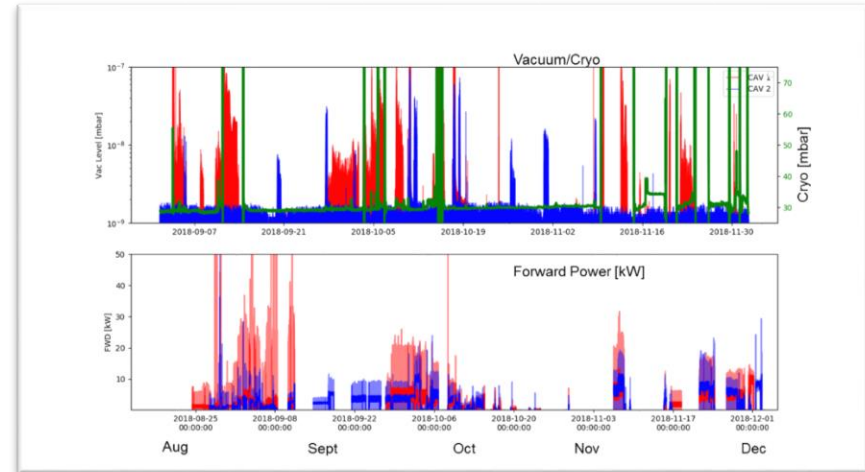 Vacuum/Cryo
10⁻⁷
10⁻⁸
10⁻⁹
Vac Level [mbar]
CAV 1
CAV 2
70
60
50
40
30
Cryo [mbar]
2018-09-07 2018-09-21 2018-10-05 2018-10-19 2018-11-02 2018-11-16 2018-11-30
Forward Power [kW]
50
40
30
20
10
FWD [kW]
2018-08-25 2018-09-08 2018-09-22 2018-10-06 2018-10-20 2018-11-03 2018-11-17 2018-12-01
00:00:00 00:00:00 00:00:00 00:00:00 00:00:00 00:00:00 00:00:00 00:00:00
Aug Sept Oct Nov Dec